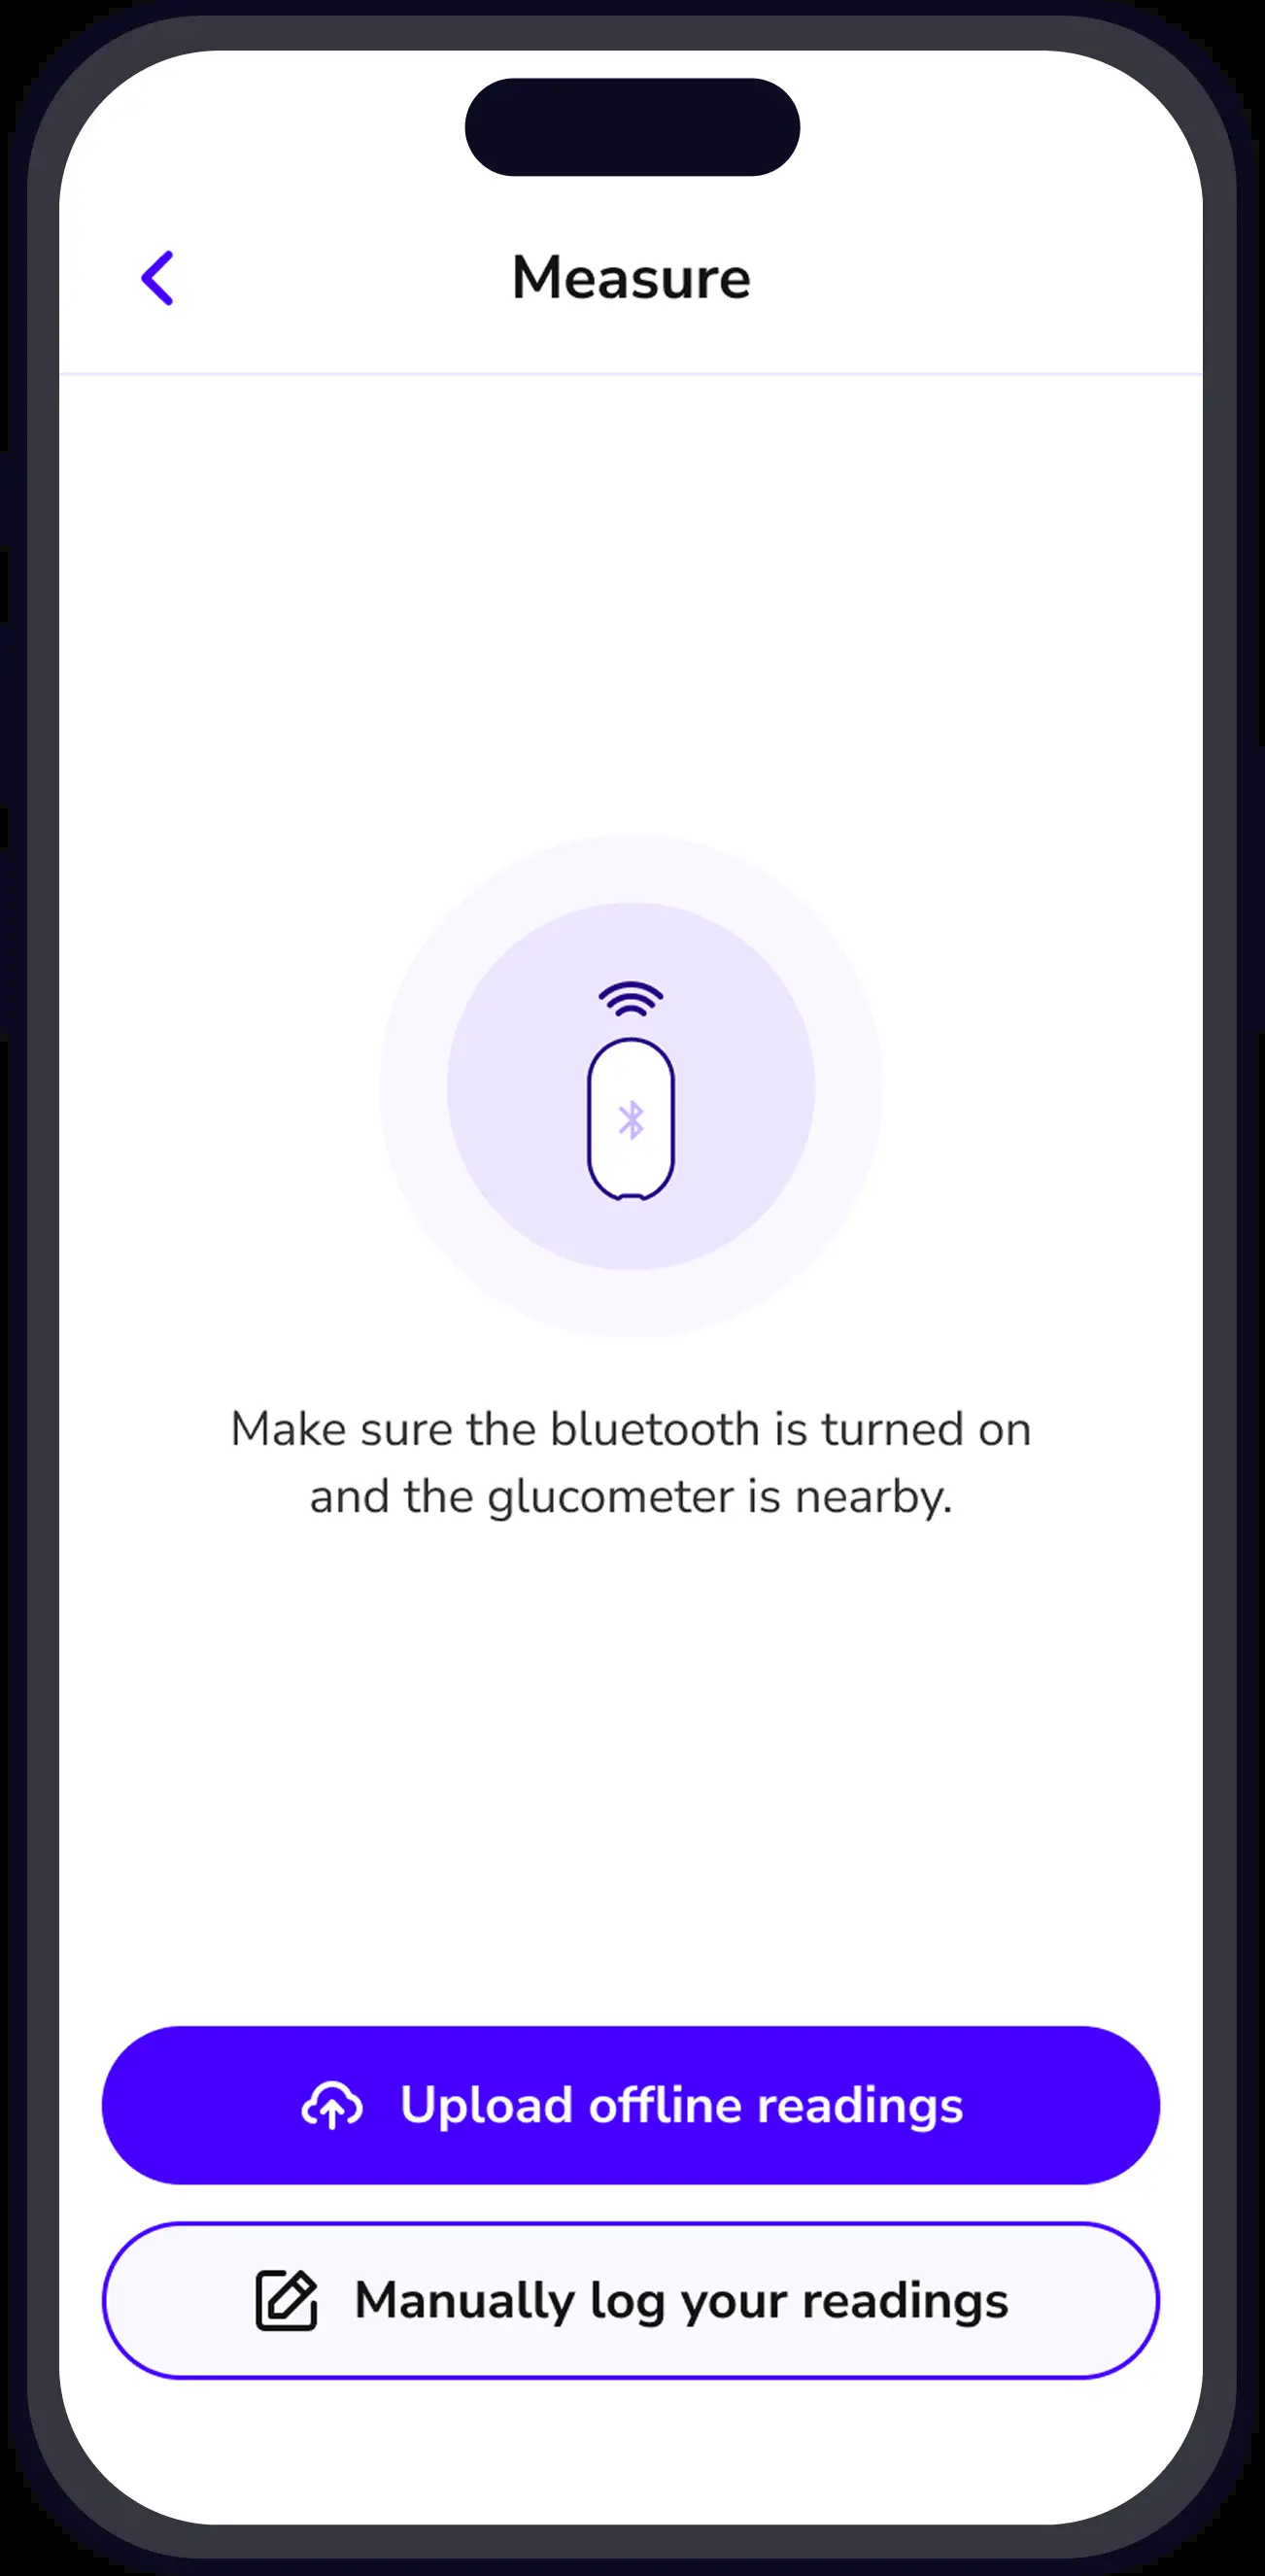 Measure
Make sure the bluetooth is turned on
and the glucometer is nearby.
Upload offline readings
Manually log your readings